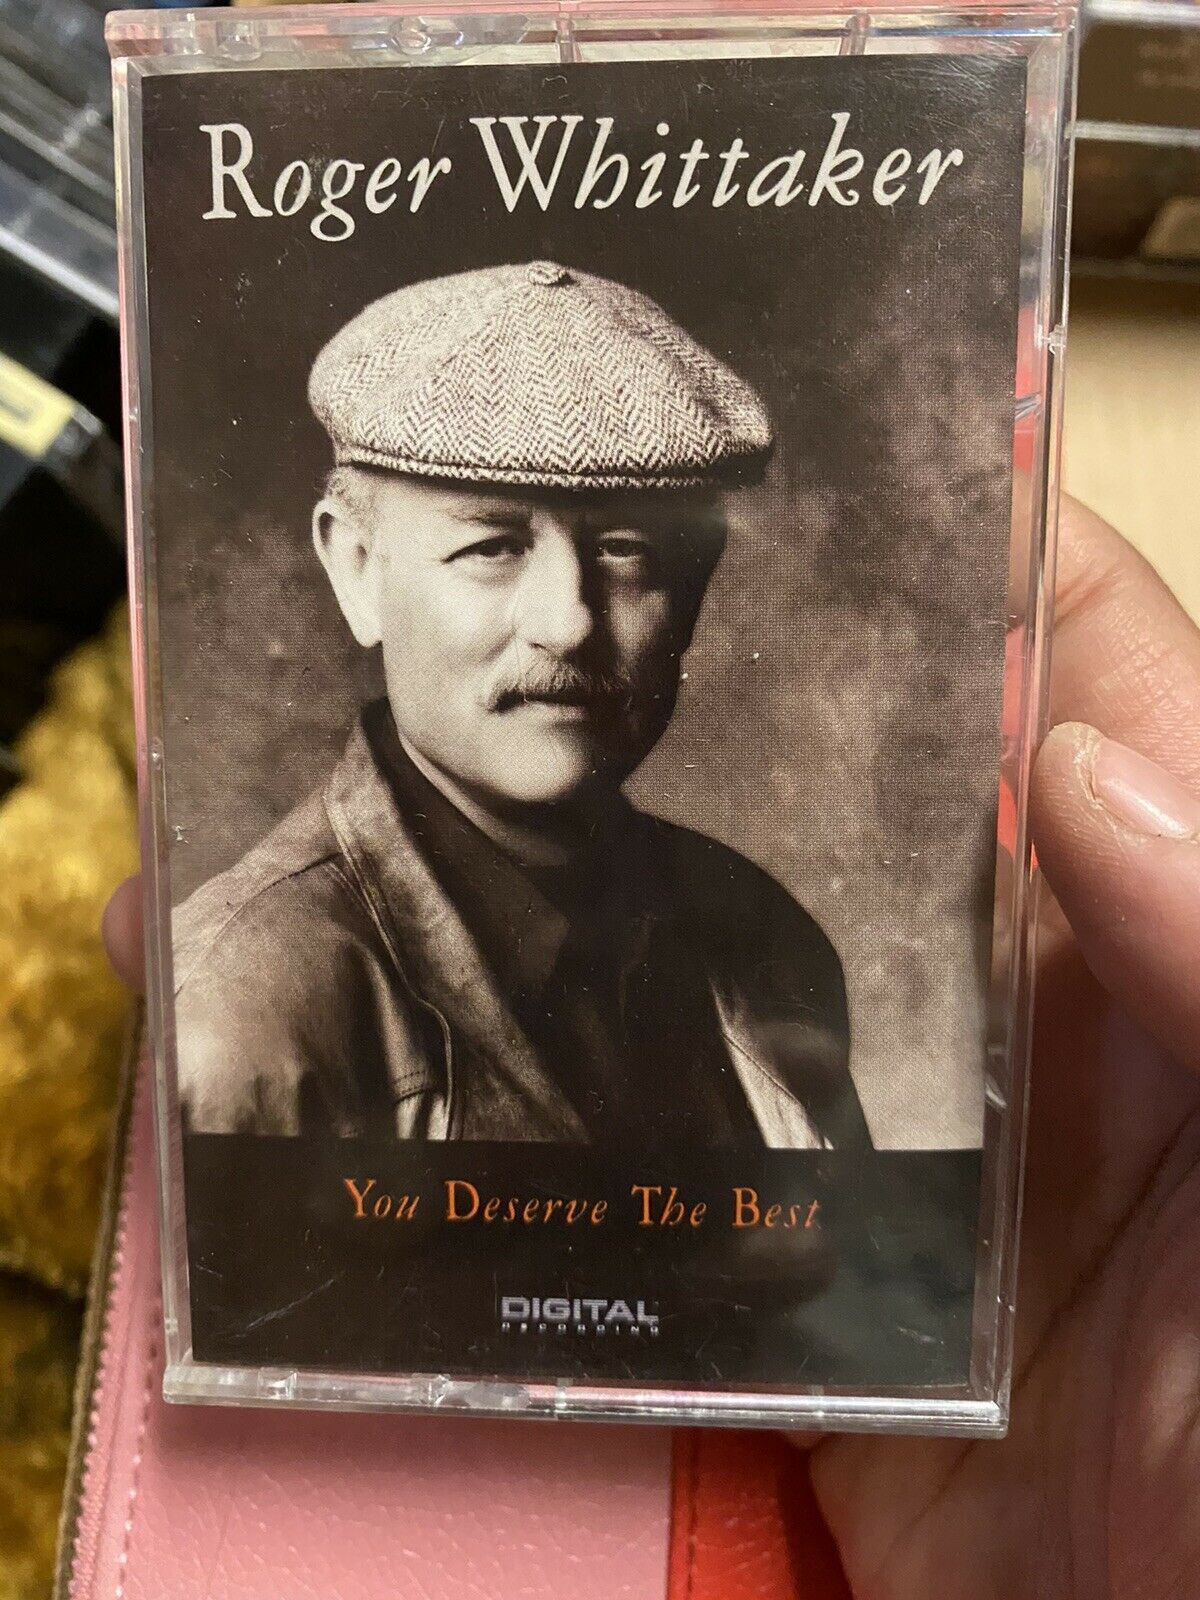 Roger Whittaker
You Deserve The Best
DIGITAL
RECORDING